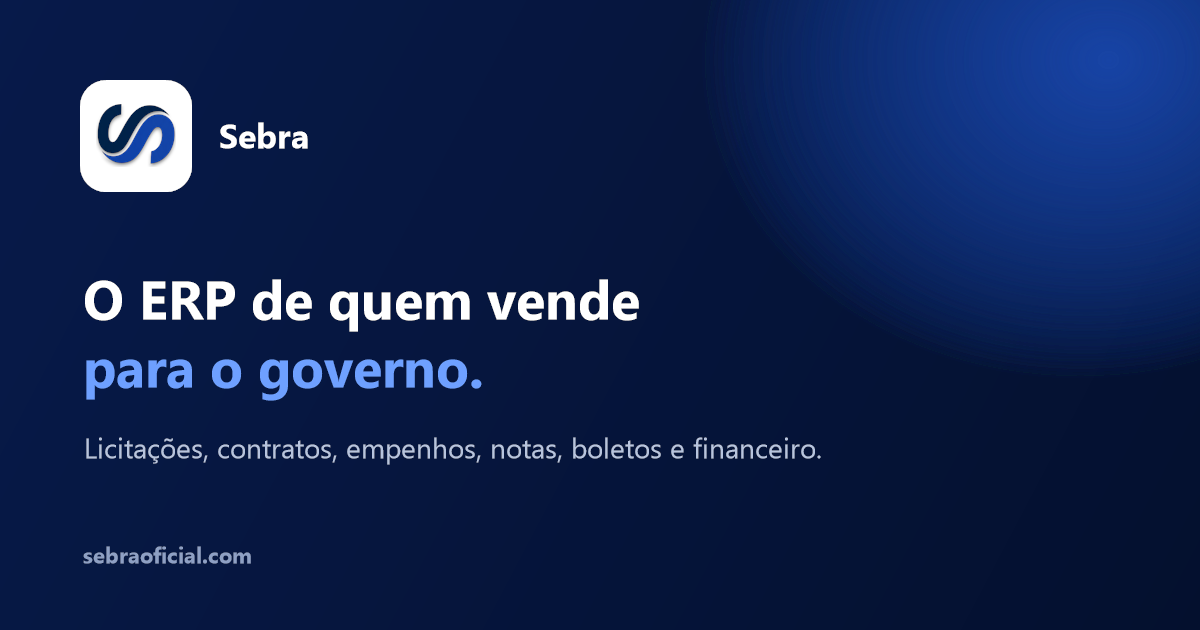 Sebra
O ERP de quem vende
para o governo.
Licitações, contratos, empenhos, notas, boletos e financeiro.
sebraoficial.com